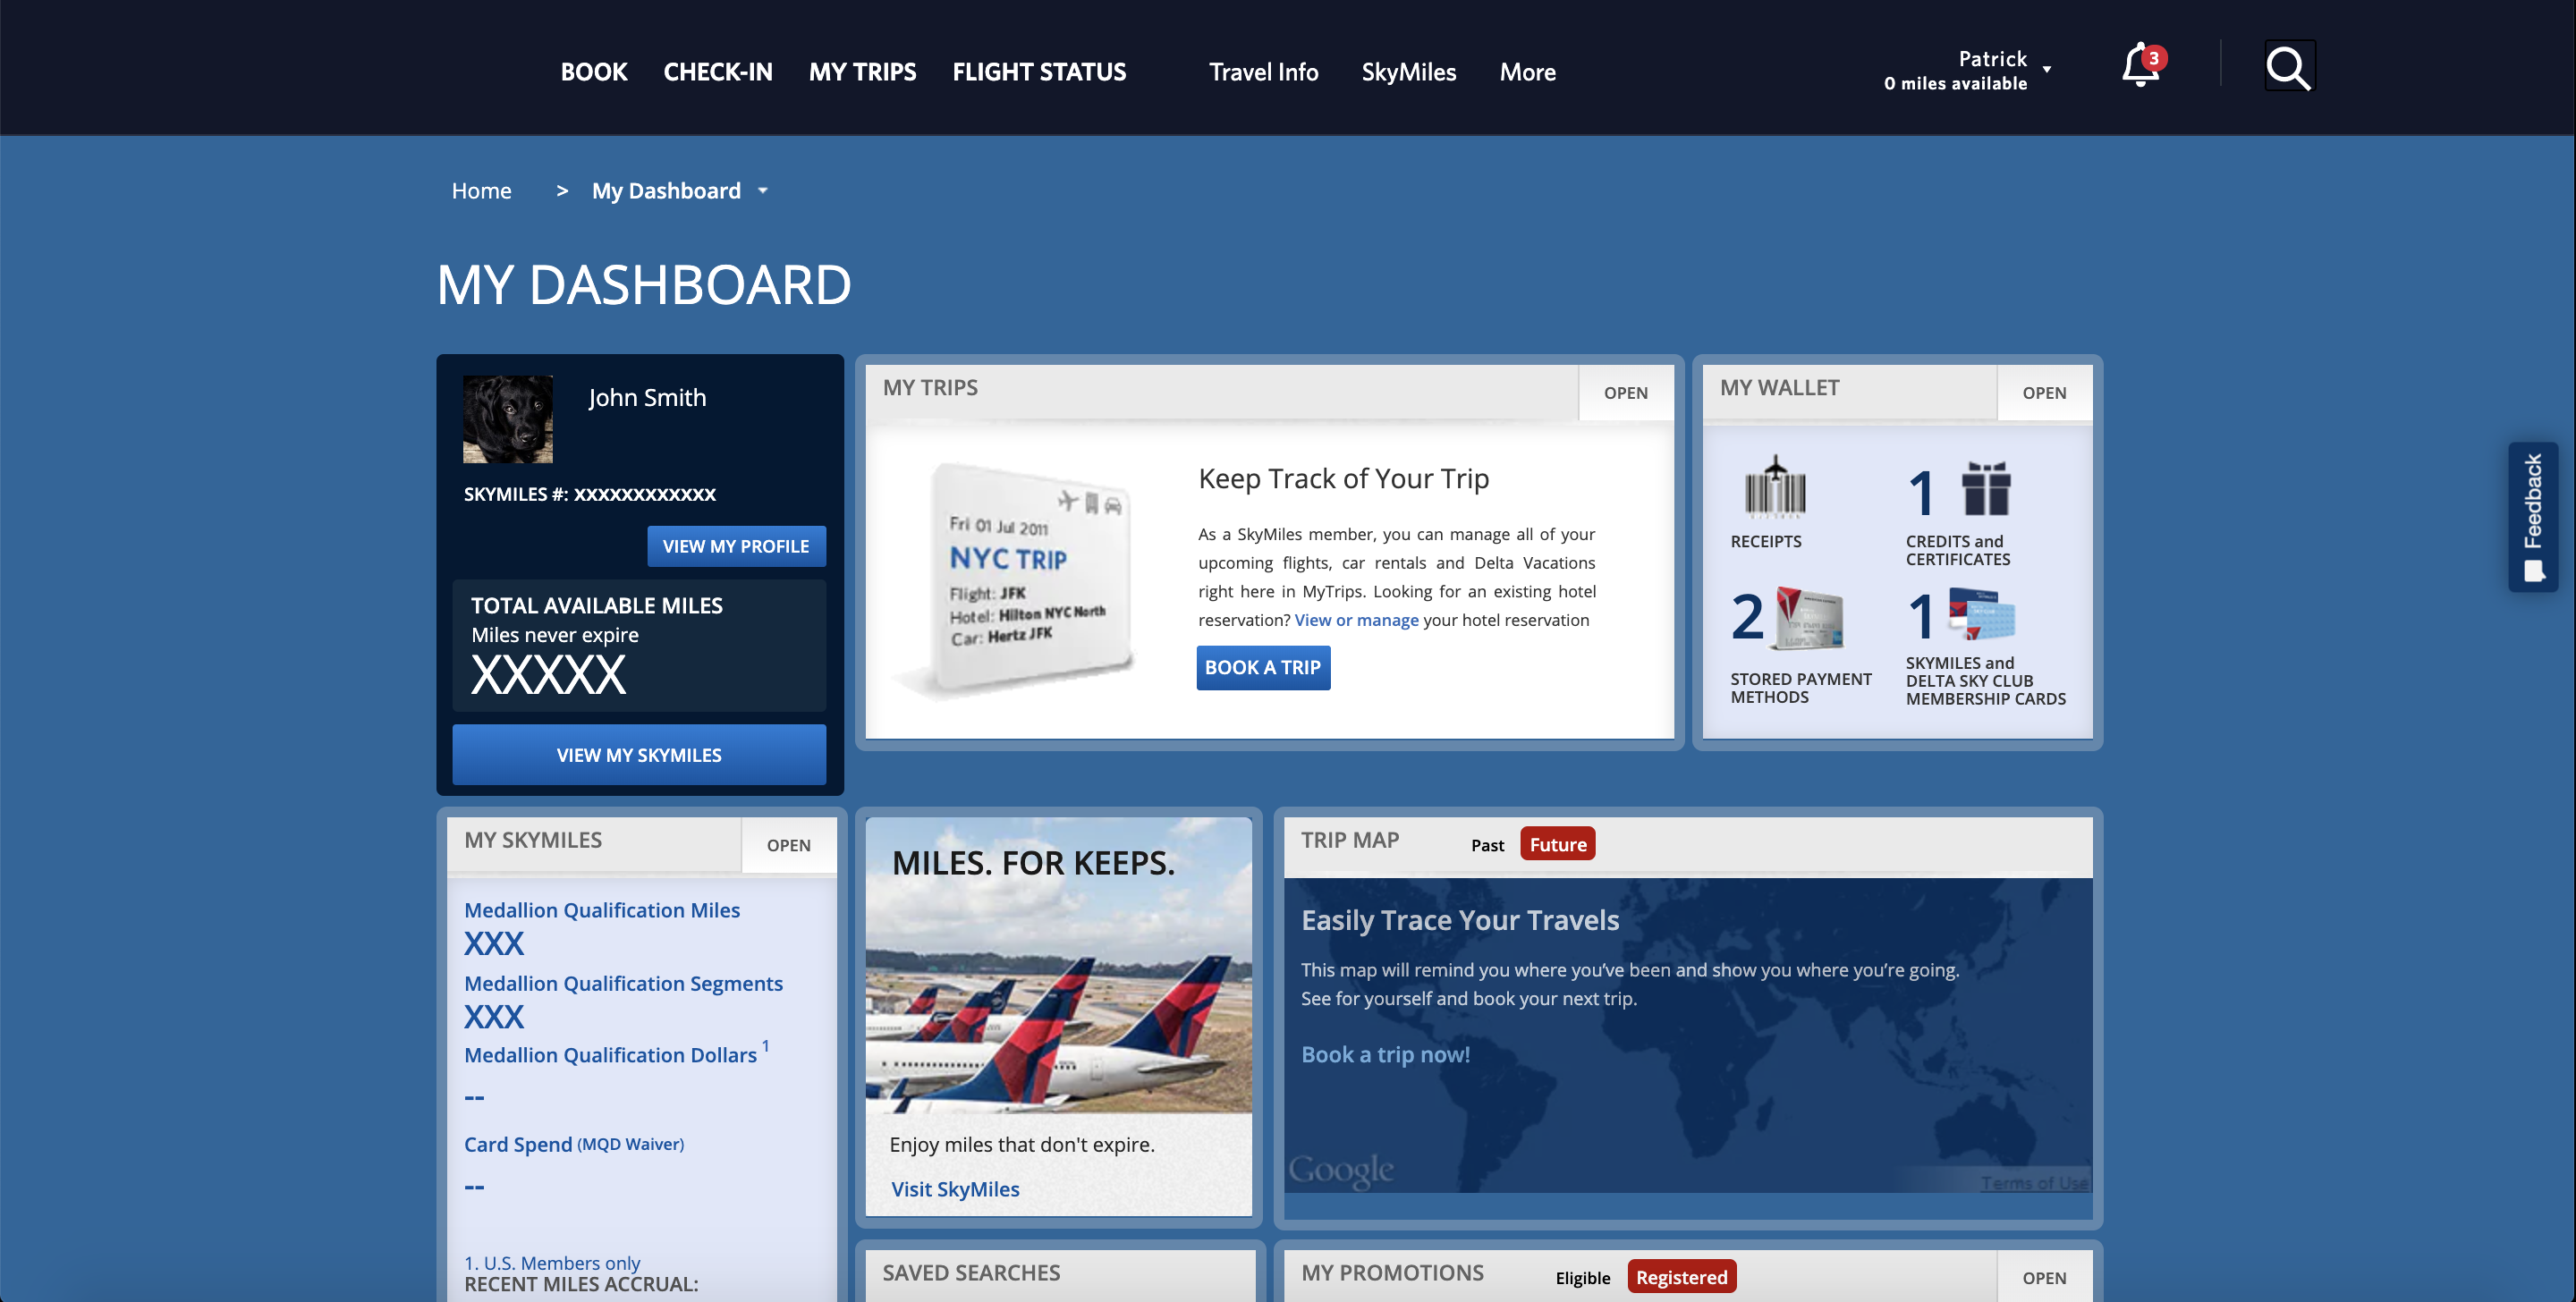 BOOK CHECK-IN MY TRIPS FLIGHT STATUS Travel Info SkyMiles More
Patrick
0 miles available
3
Home > My Dashboard
MY DASHBOARD
John Smith
SKYMILES #: XXXXXXXXXXXX
VIEW MY PROFILE
TOTAL AVAILABLE MILES
Miles never expire
XXXXX
VIEW MY SKYMILES
MY TRIPS OPEN
Fri 01 Jul 2011
NYC TRIP
Flight: JFK
Hotel: Hilton NYC North
Car: Hertz JFK
Keep Track of Your Trip
As a SkyMiles member, you can manage all of your
upcoming flights, car rentals and Delta Vacations
right here in MyTrips. Looking for an existing hotel
reservation? View or manage your hotel reservation
BOOK A TRIP
MY WALLET OPEN
RECEIPTS
1
CREDITS and
CERTIFICATES
2
STORED PAYMENT
METHODS
1
SKYMILES and
DELTA SKY CLUB
MEMBERSHIP CARDS
Feedback
MY SKYMILES OPEN
Medallion Qualification Miles
XXX
Medallion Qualification Segments
XXX
Medallion Qualification Dollars 1
--
Card Spend (MQD Waiver)
--
1. U.S. Members only
RECENT MILES ACCRUAL:
MILES. FOR KEEPS.
Enjoy miles that don't expire.
Visit SkyMiles
TRIP MAP Past Future
Easily Trace Your Travels
This map will remind you where you’ve been and show you where you’re going.
See for yourself and book your next trip.
Book a trip now!
Google
Terms of Use
SAVED SEARCHES
MY PROMOTIONS Eligible Registered OPEN